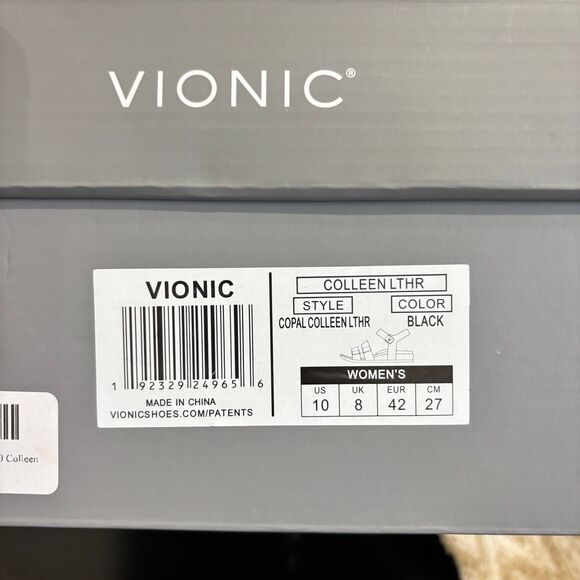 VIONIC®
VIONIC
1 92329 24965 6
MADE IN CHINA
VIONICSHOES.COM/PATENTS
COLLEEN LTHR
STYLE COLOR
COPAL COLLEEN LTHR BLACK
WOMEN'S
US UK EUR CM
10 8 42 27
Colleen